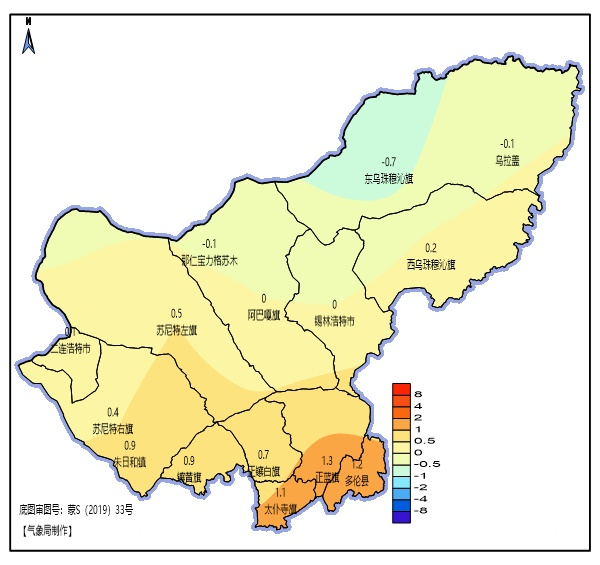 N
-0.7
东乌珠穆沁旗
-0.1
乌拉盖
-0.1
那仁宝力格苏木
0.2
西乌珠穆沁旗
0
阿巴嘎旗
0
锡林浩特市
0.5
苏尼特左旗
二连浩特市
0.4
苏尼特右旗
0.9
朱日和镇
0.9
镶黄旗
0.7
正镶白旗
1.3
正蓝旗
1.2
多伦县
1.1
太仆寺旗
8
4
2
1
0.5
0
-0.5
-1
-2
-4
-8
底图审图号：蒙S（2019）33号
【气象局制作】